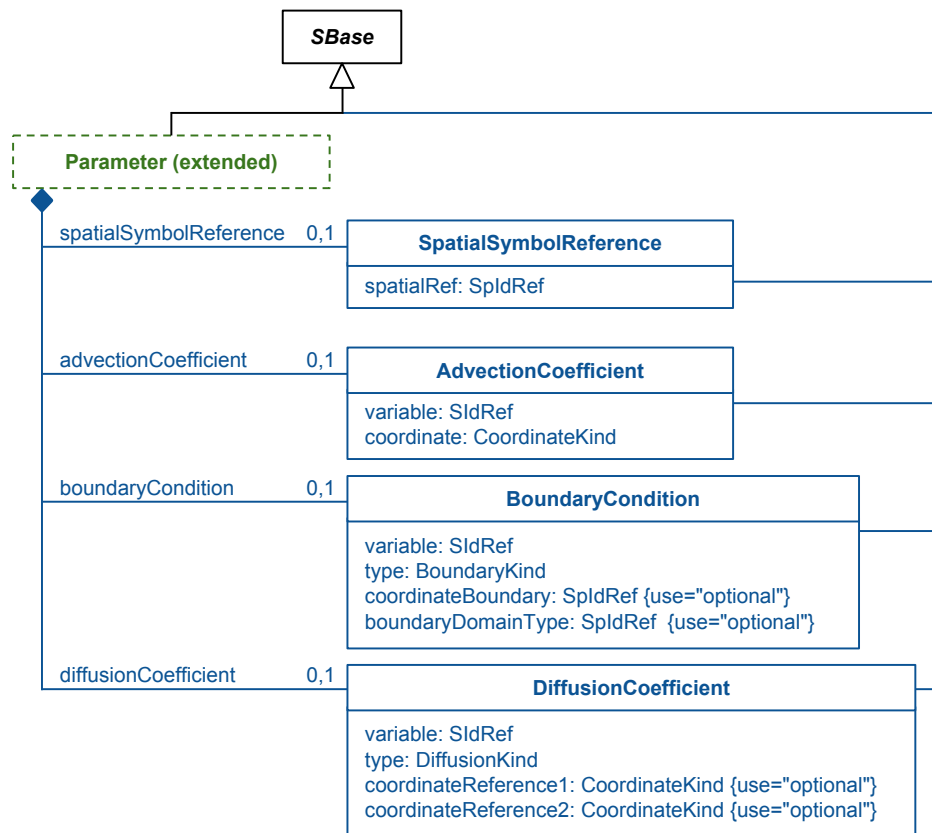 SBase
Parameter (extended)
spatialSymbolReference 0,1
SpatialSymbolReference
spatialRef: SpIdRef
advectionCoefficient 0,1
AdvectionCoefficient
variable: SIdRef
coordinate: CoordinateKind
boundaryCondition 0,1
BoundaryCondition
variable: SIdRef
type: BoundaryKind
coordinateBoundary: SpIdRef {use="optional"}
boundaryDomainType: SpIdRef {use="optional"}
diffusionCoefficient 0,1
DiffusionCoefficient
variable: SIdRef
type: DiffusionKind
coordinateReference1: CoordinateKind {use="optional"}
coordinateReference2: CoordinateKind {use="optional"}